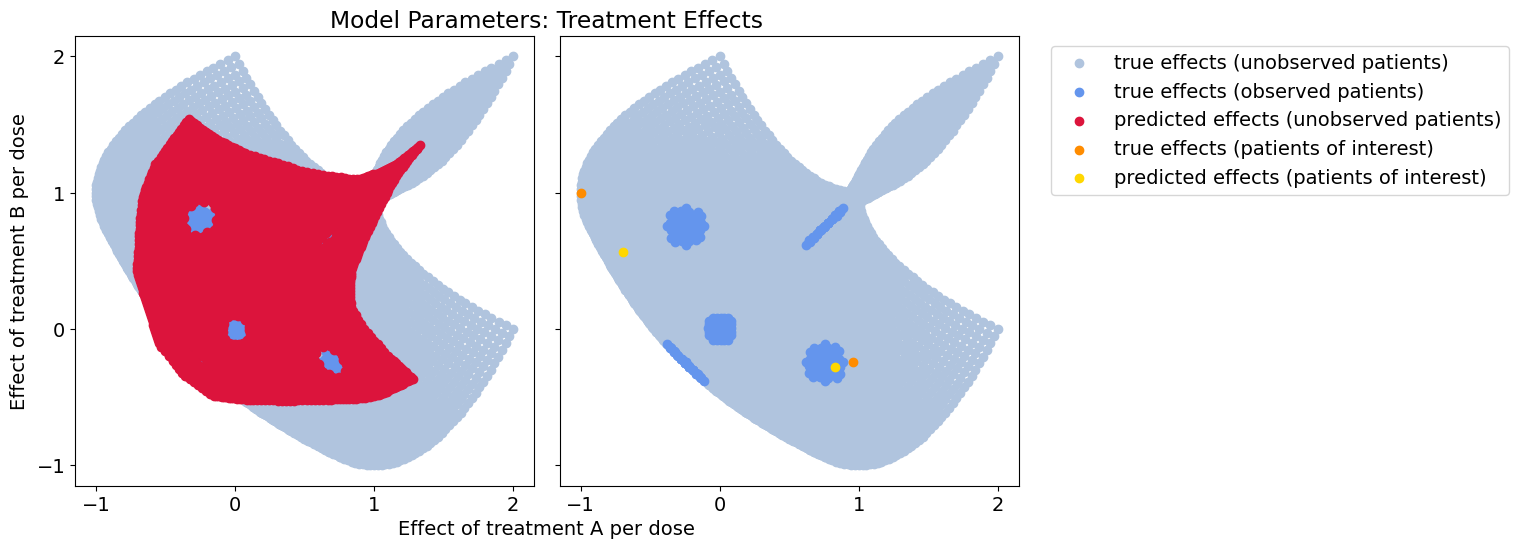 Model Parameters: Treatment Effects
Effect of treatment B per dose
2
1
0
−1
−1
0
1
2
−1
0
1
2
Effect of treatment A per dose
true effects (unobserved patients)
true effects (observed patients)
predicted effects (unobserved patients)
true effects (patients of interest)
predicted effects (patients of interest)